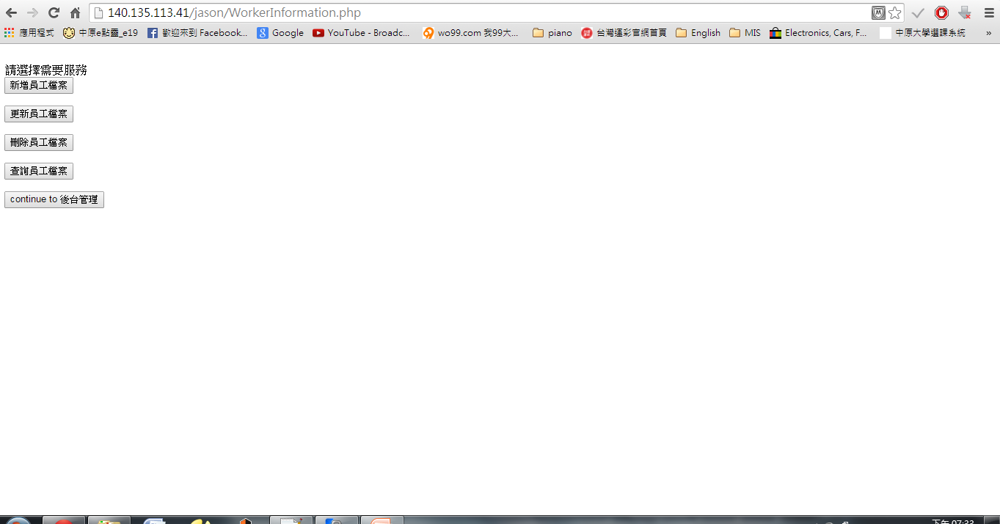 140.135.113.41/jason/WorkerInformation.php
應用程式 中原e點靈_e19 歡迎來到 Facebook... Google YouTube - Broadc... wo99.com 我99大... piano 台灣運彩官網首頁 English MIS Electronics, Cars, F... 中原大學選課系統 »
請選擇需要服務
新增員工檔案
更新員工檔案
刪除員工檔案
查詢員工檔案
continue to 後台管理
下午 07:33